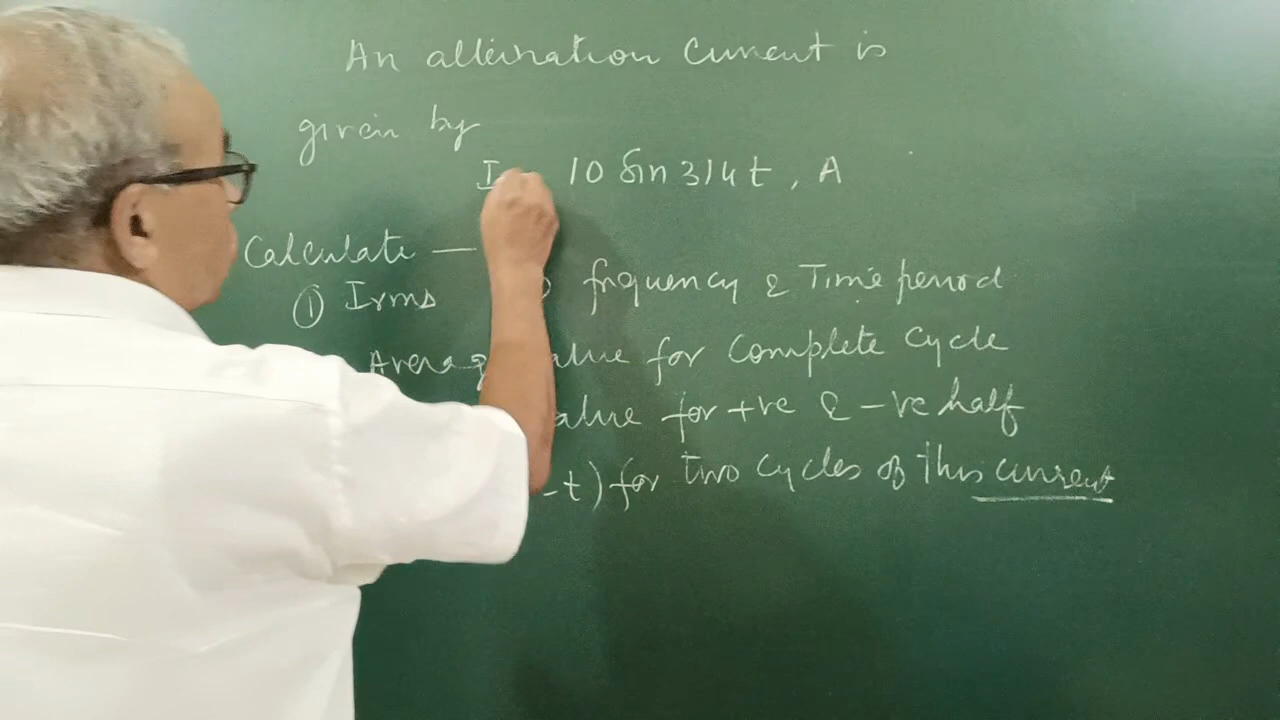 An alternation current is
given by
I 10 Sin 314 t , A
Calculate —
① Irms frequency & Time period
Average value for complete cycle
value for +ve & -ve half
-t) for two cycles of this current